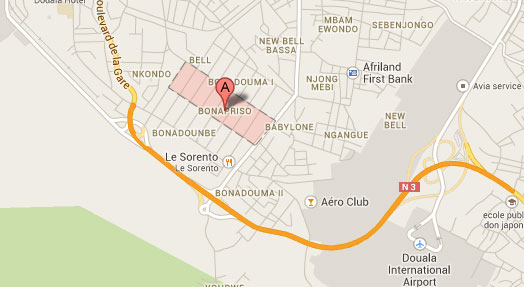 Douala Hotel
Boulevard de la Gare
MBAM
EWONDO
SEBENJONGO
NEW BELL
BASSA
BELL
NKONDO
BONADOUMA I
NJONG
MEBI
Afriland
First Bank
Avia service
A
BONAPRISO
NEW
BELL
BABYLONE
NGANGUE
BONADOUNBE
Le Sorento
Le Sorento
BONADOUMA II
N 3
Aéro Club
ecole publ
don japon
Douala
International
Airport